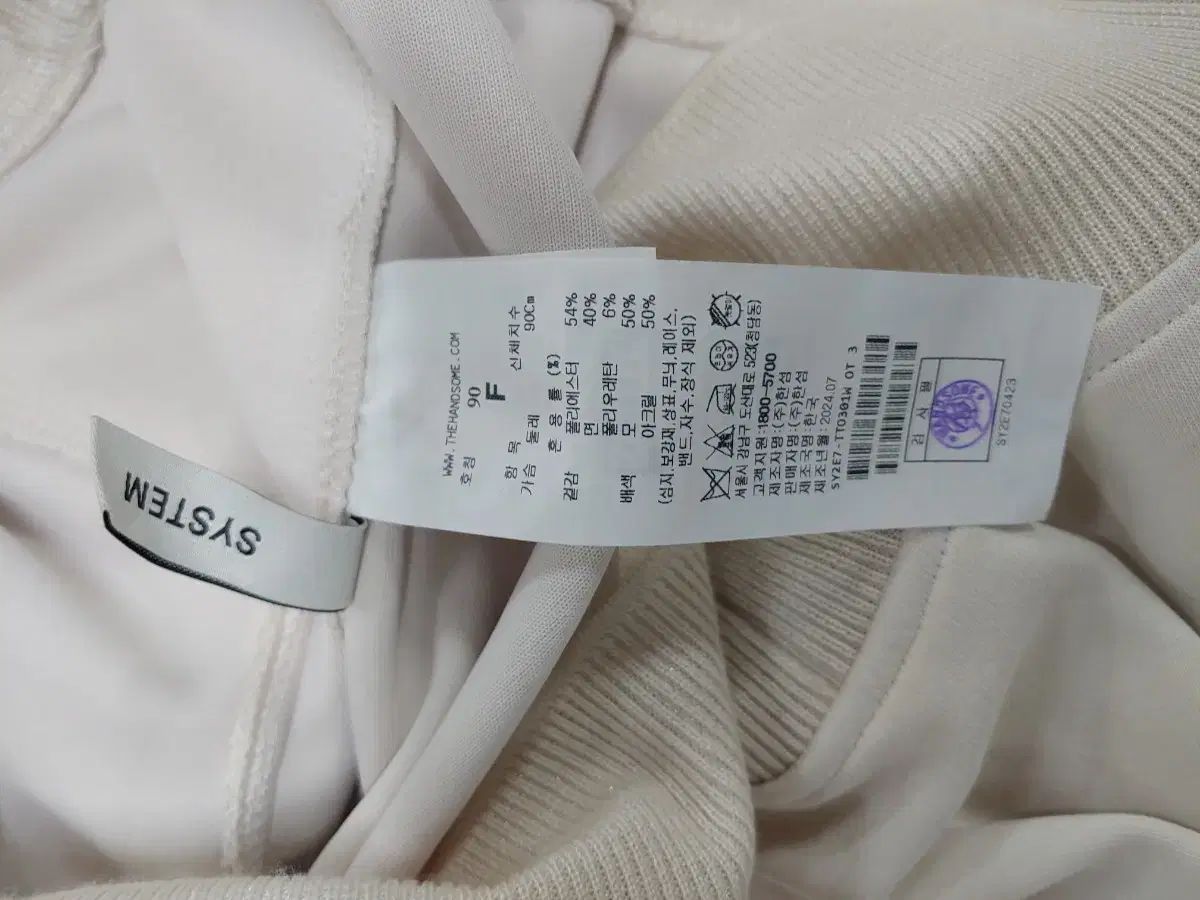 SYSTEM
WWW.THEHANDSOME.COM
호칭 90
F
항 목 신체치수
가슴 둘레 90Cm
혼 용 률 (%)
겉감 폴리에스터 54%
면 40%
폴리우레탄 6%
배색 모 50%
아크릴 50%
(심지,보강재,상표,무늬,레이스,
밴드,자수,장식 제외)
서울시 강남구 도산대로 523(청담동)
고객지원:1800-5700
제조자명:(주)한섬
판매자명:(주)한섬
제조국명:한국
제조년월:2024.07
SY2E7-TTO301W OT 3
검 사 필
SY2E70423